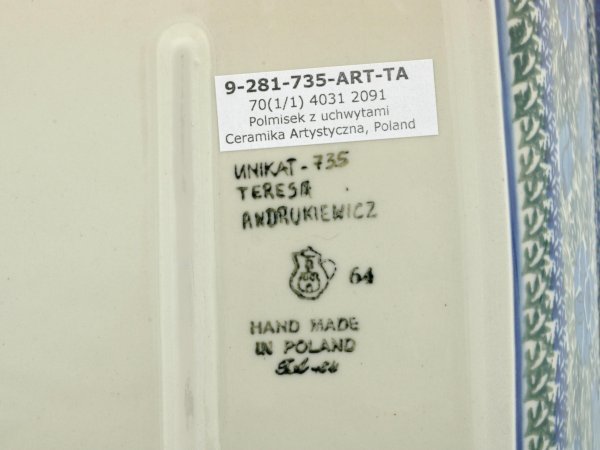 9-281-735-ART-TA
70(1/1) 4031 2091
Polmisek z uchwytami
Ceramika Artystyczna, Poland
UNIKAT-735
TERESA
ANDRUKIEWICZ
64
HAND MADE
IN POLAND